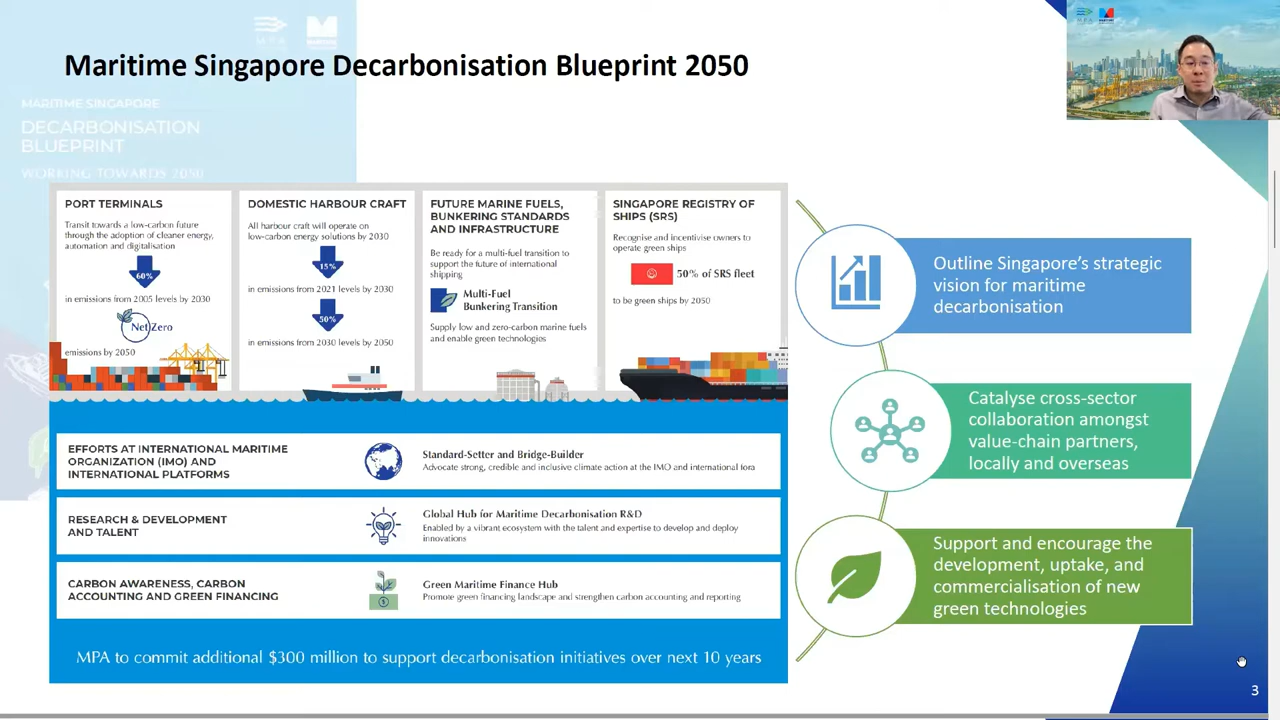 Maritime Singapore Decarbonisation Blueprint 2050
MPA
MARITIME
MARITIME SINGAPORE
DECARBONISATION
BLUEPRINT
WORKING TOWARDS 2050
PORT TERMINALS
Transit towards a low-carbon future
through the adoption of cleaner energy,
automation and digitalisation
60%
in emissions from 2005 levels by 2030
Net Zero
emissions by 2050
DOMESTIC HARBOUR CRAFT
All harbour craft will operate on
low-carbon energy solutions by 2030
15%
in emissions from 2021 levels by 2030
50%
in emissions from 2030 levels by 2050
FUTURE MARINE FUELS,
BUNKERING STANDARDS
AND INFRASTRUCTURE
Be ready for a multi-fuel transition to
support the future of international
shipping
Multi-Fuel
Bunkering Transition
Supply low and zero-carbon marine fuels
and enable green technologies
SINGAPORE REGISTRY OF
SHIPS (SRS)
Recognise and incentivise owners to
operate green ships
50% of SRS fleet
to be green ships by 2050
EFFORTS AT INTERNATIONAL MARITIME
ORGANIZATION (IMO) AND
INTERNATIONAL PLATFORMS
Standard-Setter and Bridge-Builder
Advocate strong, credible and inclusive climate action at the IMO and international fora
RESEARCH & DEVELOPMENT
AND TALENT
Global Hub for Maritime Decarbonisation R&D
Enabled by a vibrant ecosystem with the talent and expertise to develop and deploy
innovations
CARBON AWARENESS, CARBON
ACCOUNTING AND GREEN FINANCING
Green Maritime Finance Hub
Promote green financing landscape and strengthen carbon accounting and reporting
MPA to commit additional $300 million to support decarbonisation initiatives over next 10 years
Outline Singapore's strategic
vision for maritime
decarbonisation
Catalyse cross-sector
collaboration amongst
value-chain partners,
locally and overseas
Support and encourage the
development, uptake, and
commercialisation of new
green technologies
3